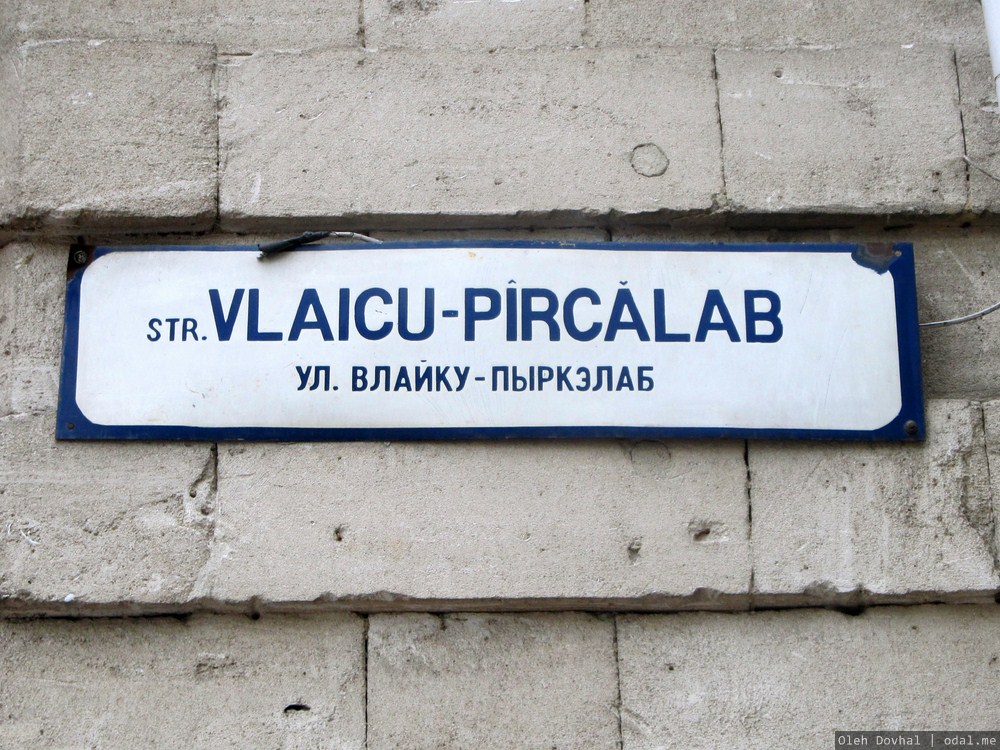 STR. VLAICU-PÎRCĂLAB
УЛ. ВЛАЙКУ-ПЫРКЭЛАБ
Oleh Dovhal | odal.me